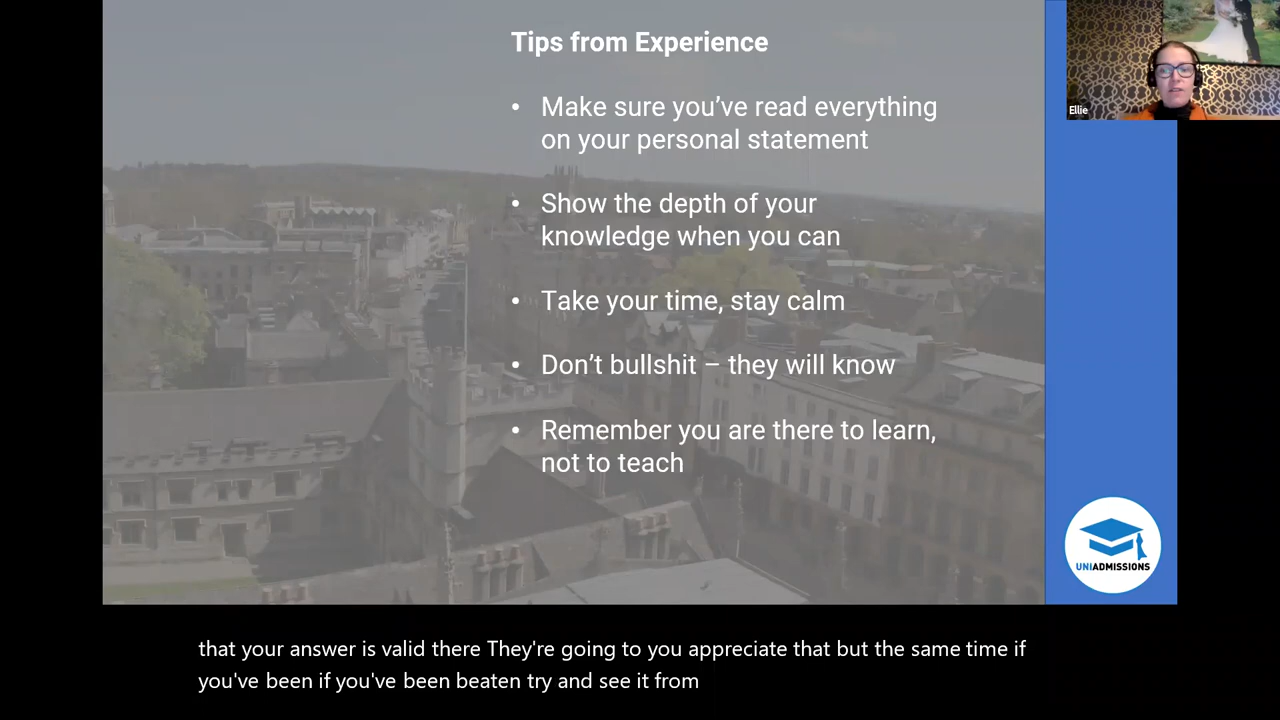 Tips from Experience
Ellie
• Make sure you've read everything
on your personal statement
• Show the depth of your
knowledge when you can
• Take your time, stay calm
• Don't bullshit – they will know
• Remember you are there to learn,
not to teach
UNIADMISSIONS
that your answer is valid there They're going to you appreciate that but the same time if
you've been if you've been beaten try and see it from